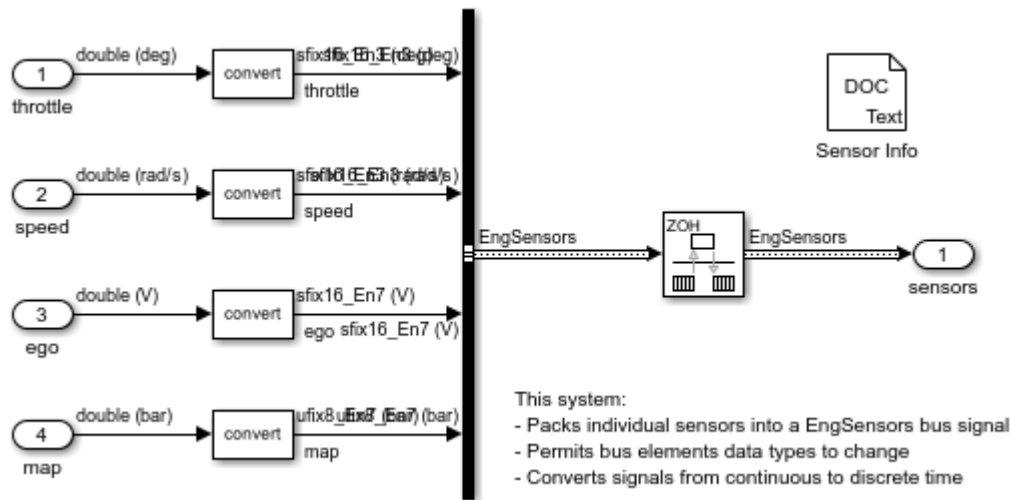 double (deg)
1
throttle
convert
throttle
double (rad/s)
2
speed
convert
speed
double (V)
3
ego
convert
sfix16_En7 (V)
ego sfix16_En7 (V)
double (bar)
4
map
convert
map
EngSensors
ZOH
EngSensors
1
sensors
DOC
Text
Sensor Info
This system:
- Packs individual sensors into a EngSensors bus signal
- Permits bus elements data types to change
- Converts signals from continuous to discrete time